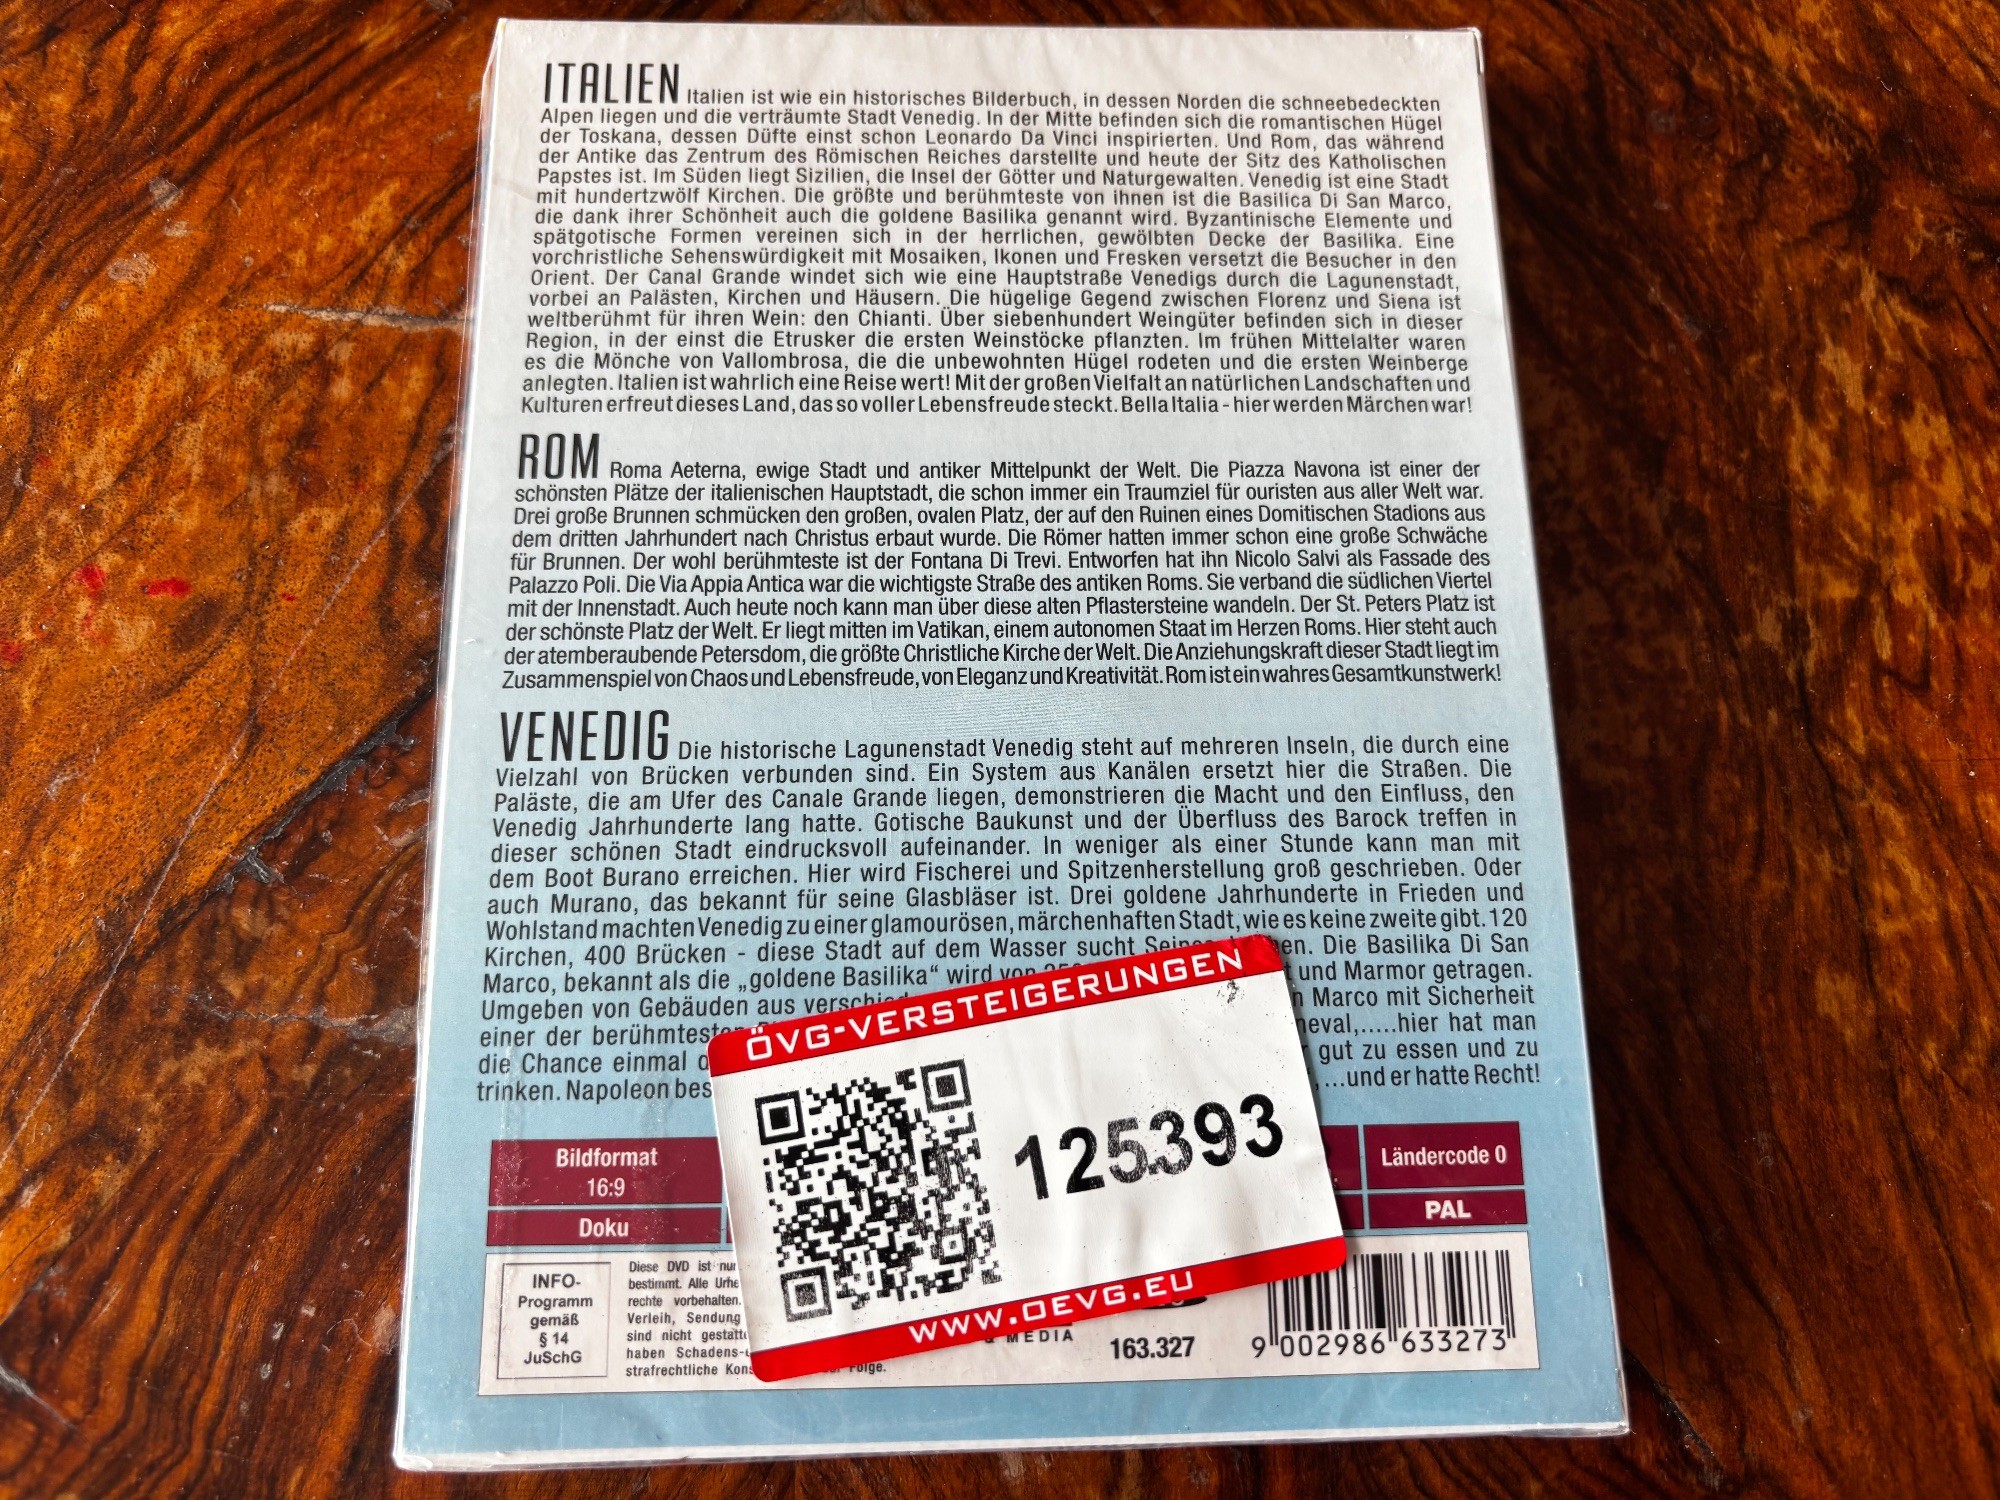 ITALIEN Italien ist wie ein historisches Bilderbuch, in dessen Norden die schneebedeckten
Alpen liegen und die verträumte Stadt Venedig. In der Mitte befinden sich die romantischen Hügel
der Toskana, dessen Düfte einst schon Leonardo Da Vinci inspirierten. Und Rom, das während
der Antike das Zentrum des Römischen Reiches darstellte und heute der Sitz des Katholischen
Papstes ist. Im Süden liegt Sizilien, die Insel der Götter und Naturgewalten. Venedig ist eine Stadt
mit hundertzwölf Kirchen. Die größte und berühmteste von ihnen ist die Basilica Di San Marco,
die dank ihrer Schönheit auch die goldene Basilika genannt wird. Byzantinische Elemente und
spätgotische Formen vereinen sich in der herrlichen, gewölbten Decke der Basilika. Eine
vorchristliche Sehenswürdigkeit mit Mosaiken, Ikonen und Fresken versetzt die Besucher in den
Orient. Der Canal Grande windet sich wie eine Hauptstraße Venedigs durch die Lagunenstadt,
vorbei an Palästen, Kirchen und Häusern. Die hügelige Gegend zwischen Florenz und Siena ist
weltberühmt für ihren Wein: den Chianti. Über siebenhundert Weingüter befinden sich in dieser
Region, in der einst die Etrusker die ersten Weinstöcke pflanzten. Im frühen Mittelalter waren
es die Mönche von Vallombrosa, die die unbewohnten Hügel rodeten und die ersten Weinberge
anlegten. Italien ist wahrlich eine Reise wert! Mit der großen Vielfalt an natürlichen Landschaften und
Kulturen erfreut dieses Land, das so voller Lebensfreude steckt. Bella Italia - hier werden Märchen war!
ROM Roma Aeterna, ewige Stadt und antiker Mittelpunkt der Welt. Die Piazza Navona ist einer der
schönsten Plätze der italienischen Hauptstadt, die schon immer ein Traumziel für ouristen aus aller Welt war.
Drei große Brunnen schmücken den großen, ovalen Platz, der auf den Ruinen eines Domitischen Stadions aus
dem dritten Jahrhundert nach Christus erbaut wurde. Die Römer hatten immer schon eine große Schwäche
für Brunnen. Der wohl berühmteste ist der Fontana Di Trevi. Entworfen hat ihn Nicolo Salvi als Fassade des
Palazzo Poli. Die Via Appia Antica war die wichtigste Straße des antiken Roms. Sie verband die südlichen Viertel
mit der Innenstadt. Auch heute noch kann man über diese alten Pflastersteine wandeln. Der St. Peters Platz ist
der schönste Platz der Welt. Er liegt mitten im Vatikan, einem autonomen Staat im Herzen Roms. Hier steht auch
der atemberaubende Petersdom, die größte Christliche Kirche der Welt. Die Anziehungskraft dieser Stadt liegt im
Zusammenspiel von Chaos und Lebensfreude, von Eleganz und Kreativität. Rom ist ein wahres Gesamtkunstwerk!
VENEDIG Die historische Lagunenstadt Venedig steht auf mehreren Inseln, die durch eine
Vielzahl von Brücken verbunden sind. Ein System aus Kanälen ersetzt hier die Straßen. Die
Paläste, die am Ufer des Canale Grande liegen, demonstrieren die Macht und den Einfluss, den
Venedig Jahrhunderte lang hatte. Gotische Baukunst und der Überfluss des Barock treffen in
dieser schönen Stadt eindrucksvoll aufeinander. In weniger als einer Stunde kann man mit
dem Boot Burano erreichen. Hier wird Fischerei und Spitzenherstellung groß geschrieben. Oder
auch Murano, das bekannt für seine Glasbläser ist. Drei goldene Jahrhunderte in Frieden und
Wohlstand machten Venedig zu einer glamourösen, märchenhaften Stadt, wie es keine zweite gibt. 120
Kirchen, 400 Brücken - diese Stadt auf dem Wasser sucht Die Basilika Di San
Marco, bekannt als die „goldene Basilika“ wird von und Marmor getragen.
Umgeben von Gebäuden aus Marco mit Sicherheit
einer der .....hier hat man
die Chance einmal gut zu essen und zu
trinken. Napoleon ...und er hatte Recht!
ÖVG-VERSTEIGERUNGEN
125393
WWW.OEVG.EU
Bildformat
16:9
Doku
Ländercode 0
PAL
INFO-
Programm
gemäß
§ 14
JuSchG
Diese DVD ist nur
bestimmt. Alle
rechte vorbehalten.
Verleih, Sendung
sind nicht
haben
strafrechtliche Folge.
& MEDIA
163.327
9 002986 633273